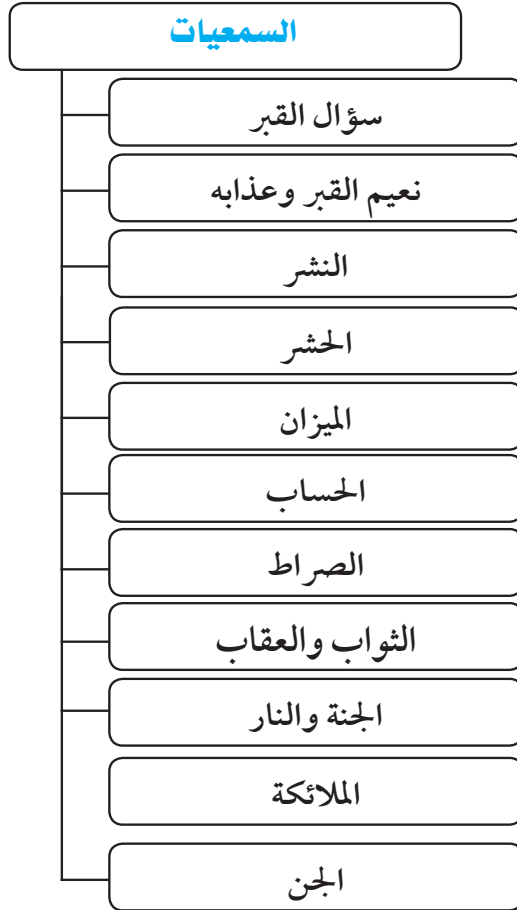 السمعيات
سؤال القبر
نعيم القبر وعذابه
النشر
الحشر
الميزان
الحساب
الصراط
الثواب والعقاب
الجنة والنار
الملائكة
الجن